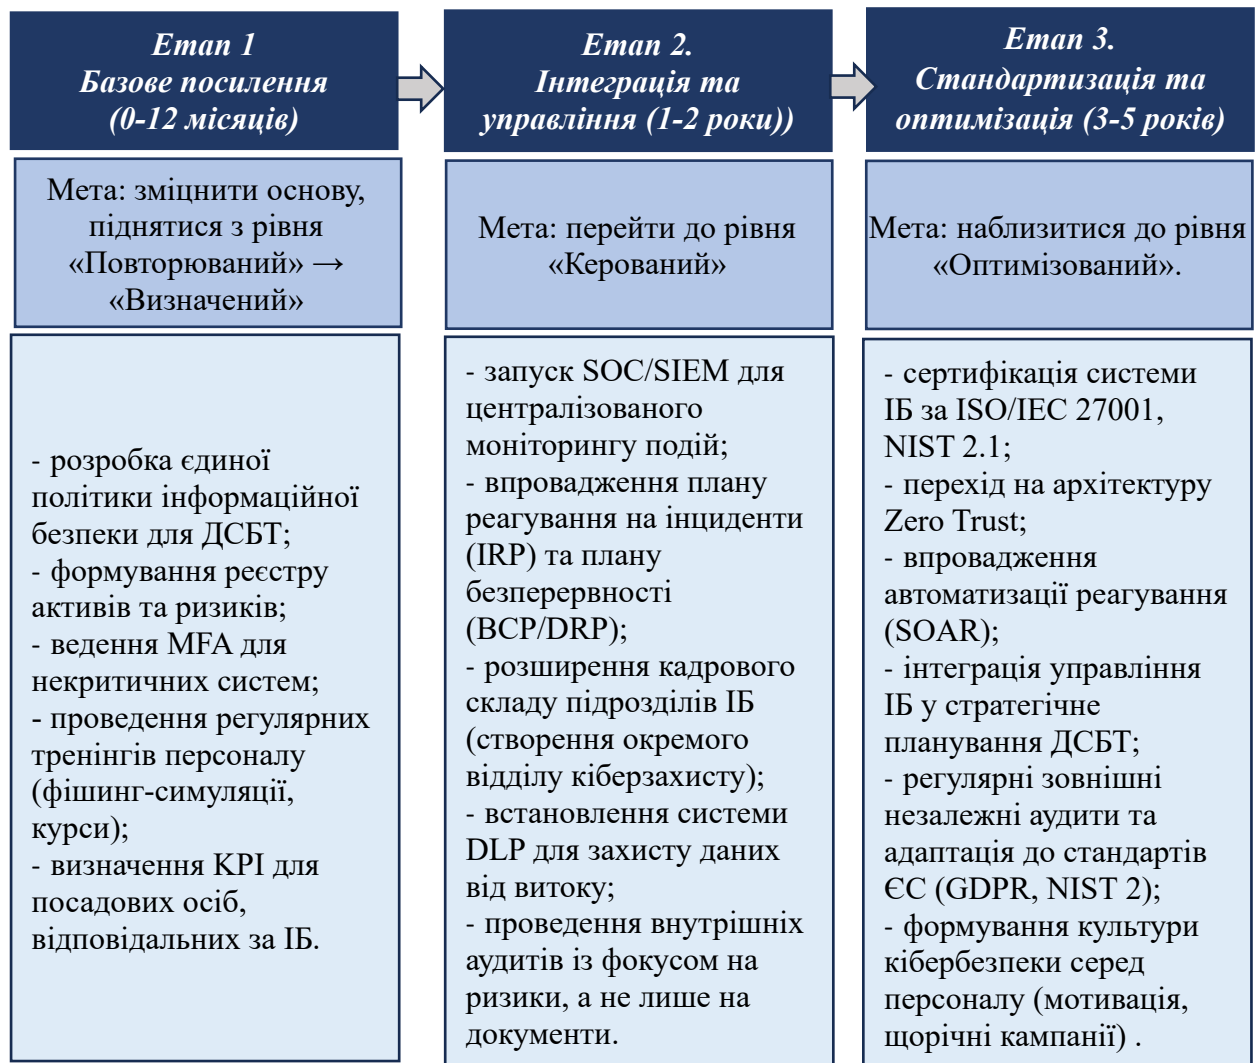 Етап 1
Базове посилення
(0-12 місяців)
Мета: зміцнити основу,
піднятися з рівня
«Повторюваний» →
«Визначений»
- розробка єдиної
політики інформаційної
безпеки для ДСБТ;
- формування реєстру
активів та ризиків;
- ведення MFA для
некритичних систем;
- проведення регулярних
тренінгів персоналу
(фішинг-симуляції,
курси);
- визначення KPI для
посадових осіб,
відповідальних за ІБ.
Етап 2.
Інтеграція та
управління (1-2 роки))
Мета: перейти до рівня
«Керований»
- запуск SOC/SIEM для
централізованого
моніторингу подій;
- впровадження плану
реагування на інциденти
(IRP) та плану
безперервності
(BCP/DRP);
- розширення кадрового
складу підрозділів ІБ
(створення окремого
відділу кіберзахисту);
- встановлення системи
DLP для захисту даних
від витоку;
- проведення внутрішніх
аудитів із фокусом на
ризики, а не лише на
документи.
Етап 3.
Стандартизація та
оптимізація (3-5 років)
Мета: наблизитися до рівня
«Оптимізований».
- сертифікація системи
ІБ за ISO/IEC 27001,
NIST 2.1;
- перехід на архітектуру
Zero Trust;
- впровадження
автоматизації реагування
(SOAR);
- інтеграція управління
ІБ у стратегічне
планування ДСБТ;
- регулярні зовнішні
незалежні аудити та
адаптація до стандартів
ЄС (GDPR, NIST 2);
- формування культури
кібербезпеки серед
персоналу (мотивація,
щорічні кампанії) .